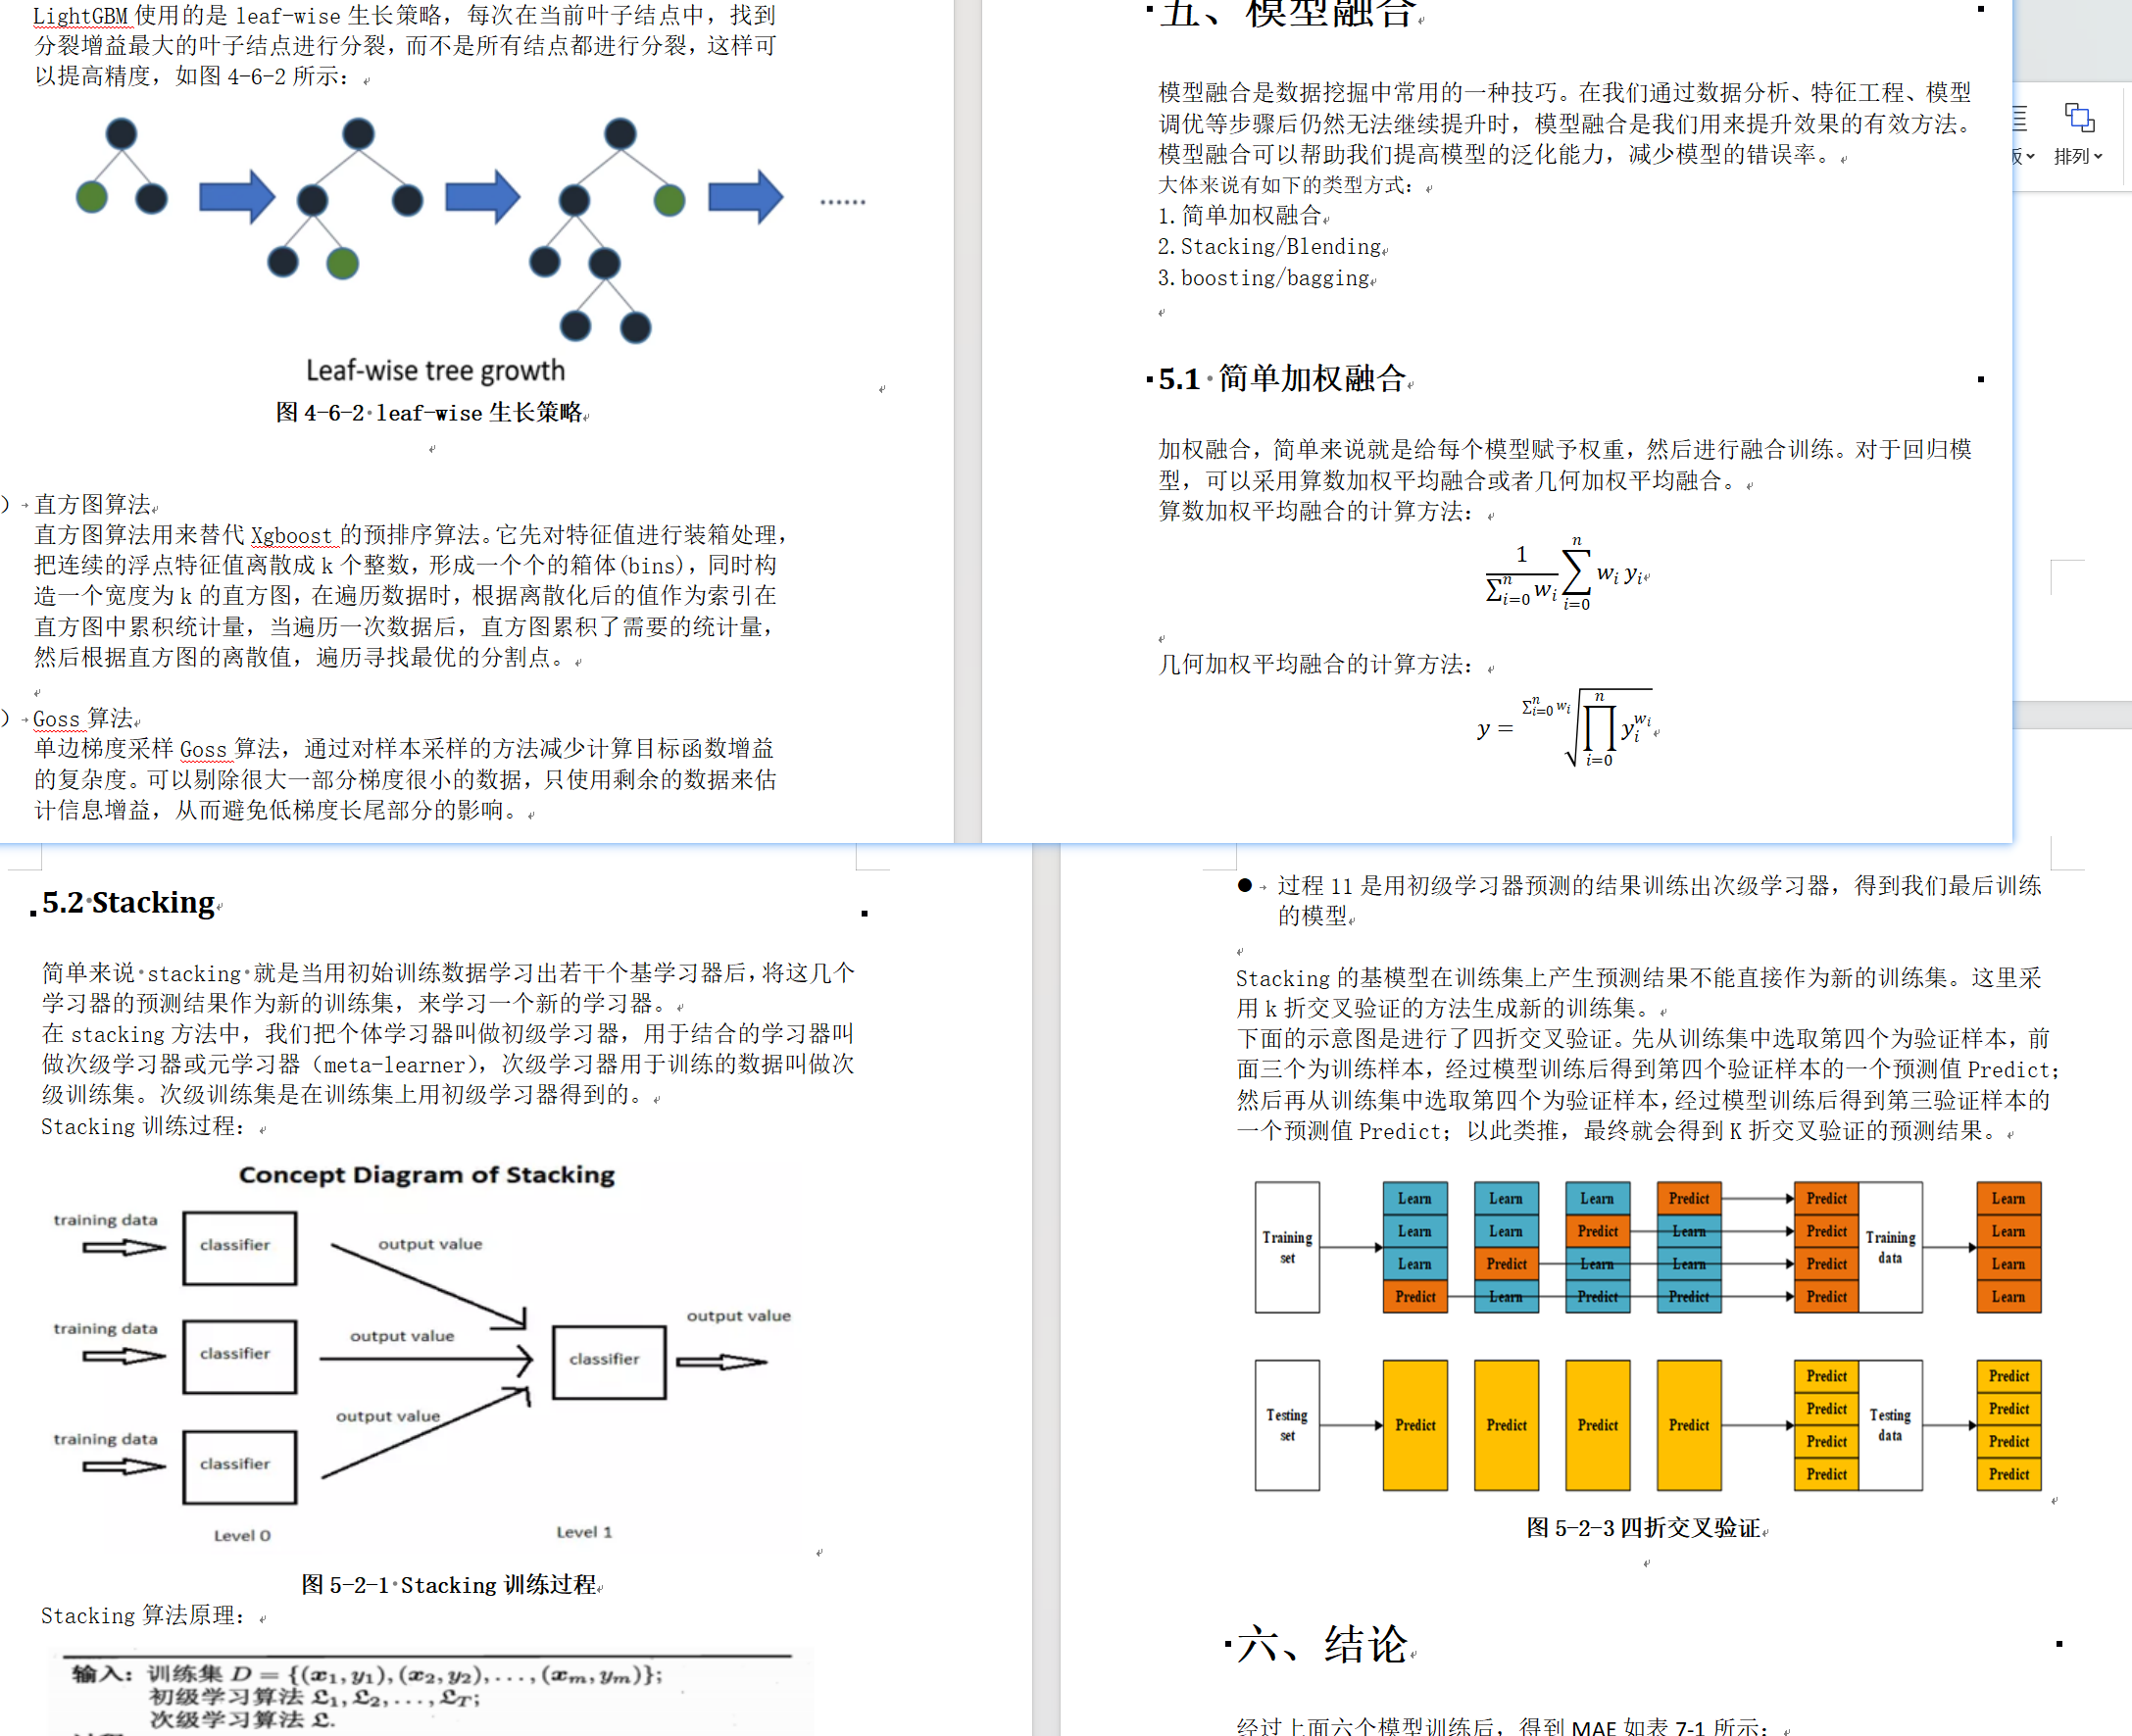 LightGBM 使用的是 leaf-wise 生长策略，每次在当前叶子结点中，找到
分裂增益最大的叶子结点进行分裂，而不是所有结点都进行分裂，这样可
以提高精度，如图 4-6-2 所示：
......
Leaf-wise tree growth
图 4-6-2 leaf-wise 生长策略
） 直方图算法
直方图算法用来替代 Xgboost 的预排序算法。它先对特征值进行装箱处理，
把连续的浮点特征值离散成 k 个整数，形成一个个的箱体(bins)，同时构
造一个宽度为 k 的直方图，在遍历数据时，根据离散化后的值作为索引在
直方图中累积统计量，当遍历一次数据后，直方图累积了需要的统计量，
然后根据直方图的离散值，遍历寻找最优的分割点。
） Goss 算法
单边梯度采样 Goss 算法，通过对样本采样的方法减少计算目标函数增益
的复杂度。可以剔除很大一部分梯度很小的数据，只使用剩余的数据来估
计信息增益，从而避免低梯度长尾部分的影响。
五、模型融合
模型融合是数据挖掘中常用的一种技巧。在我们通过数据分析、特征工程、模型
调优等步骤后仍然无法继续提升时，模型融合是我们用来提升效果的有效方法。
模型融合可以帮助我们提高模型的泛化能力，减少模型的错误率。
大体来说有如下的类型方式：
1. 简单加权融合
2. Stacking/Blending
3. boosting/bagging
5.1 简单加权融合
加权融合，简单来说就是给每个模型赋予权重，然后进行融合训练。对于回归模
型，可以采用算数加权平均融合或者几何加权平均融合。
算数加权平均融合的计算方法：
1 / ∑_{i=0}^{n} w_i ∑_{i=0}^{n} w_i y_i
几何加权平均融合的计算方法：
y = \sqrt[∑_{i=0}^{n} w_i]{∏_{i=0}^{n} y_i^{w_i}}
排列
5.2 Stacking
简单来说 stacking 就是当用初始训练数据学习出若干个基学习器后，将这几个
学习器的预测结果作为新的训练集，来学习一个新的学习器。
在 stacking 方法中，我们把个体学习器叫做初级学习器，用于结合的学习器叫
做次级学习器或元学习器（meta-learner），次级学习器用于训练的数据叫做次
级训练集。次级训练集是在训练集上用初级学习器得到的。
Stacking 训练过程：
Concept Diagram of Stacking
training data classifier output value
training data classifier output value classifier output value
training data classifier output value
Level 0 Level 1
图 5-2-1 Stacking 训练过程
Stacking 算法原理：
输入：训练集 D = {(x1, y1), (x2, y2), . . . , (xm, ym)};
初级学习算法 𝔏1, 𝔏2, . . . , 𝔏T;
次级学习算法 𝔏.
● 过程 11 是用初级学习器预测的结果训练出次级学习器，得到我们最后训练
的模型
Stacking 的基模型在训练集上产生预测结果不能直接作为新的训练集。这里采
用 k 折交叉验证的方法生成新的训练集。
下面的示意图是进行了四折交叉验证。先从训练集中选取第四个为验证样本，前
面三个为训练样本，经过模型训练后得到第四个验证样本的一个预测值 Predict；
然后再从训练集中选取第四个为验证样本，经过模型训练后得到第三验证样本的
一个预测值 Predict；以此类推，最终就会得到 K 折交叉验证的预测结果。
Training set
Learn Learn Learn Predict Predict Learn
Learn Learn Predict Learn Predict Learn
Learn Predict Learn Learn Predict Learn
Predict Learn Predict Predict Predict Learn
Training data
Testing set
Predict Predict Predict Predict
Predict Predict
Predict Predict
Predict Predict
Predict Predict
Testing data
图 5-2-3 四折交叉验证
六、结论
经过上面六个模型训练后，得到 MAE 如表 7-1 所示：